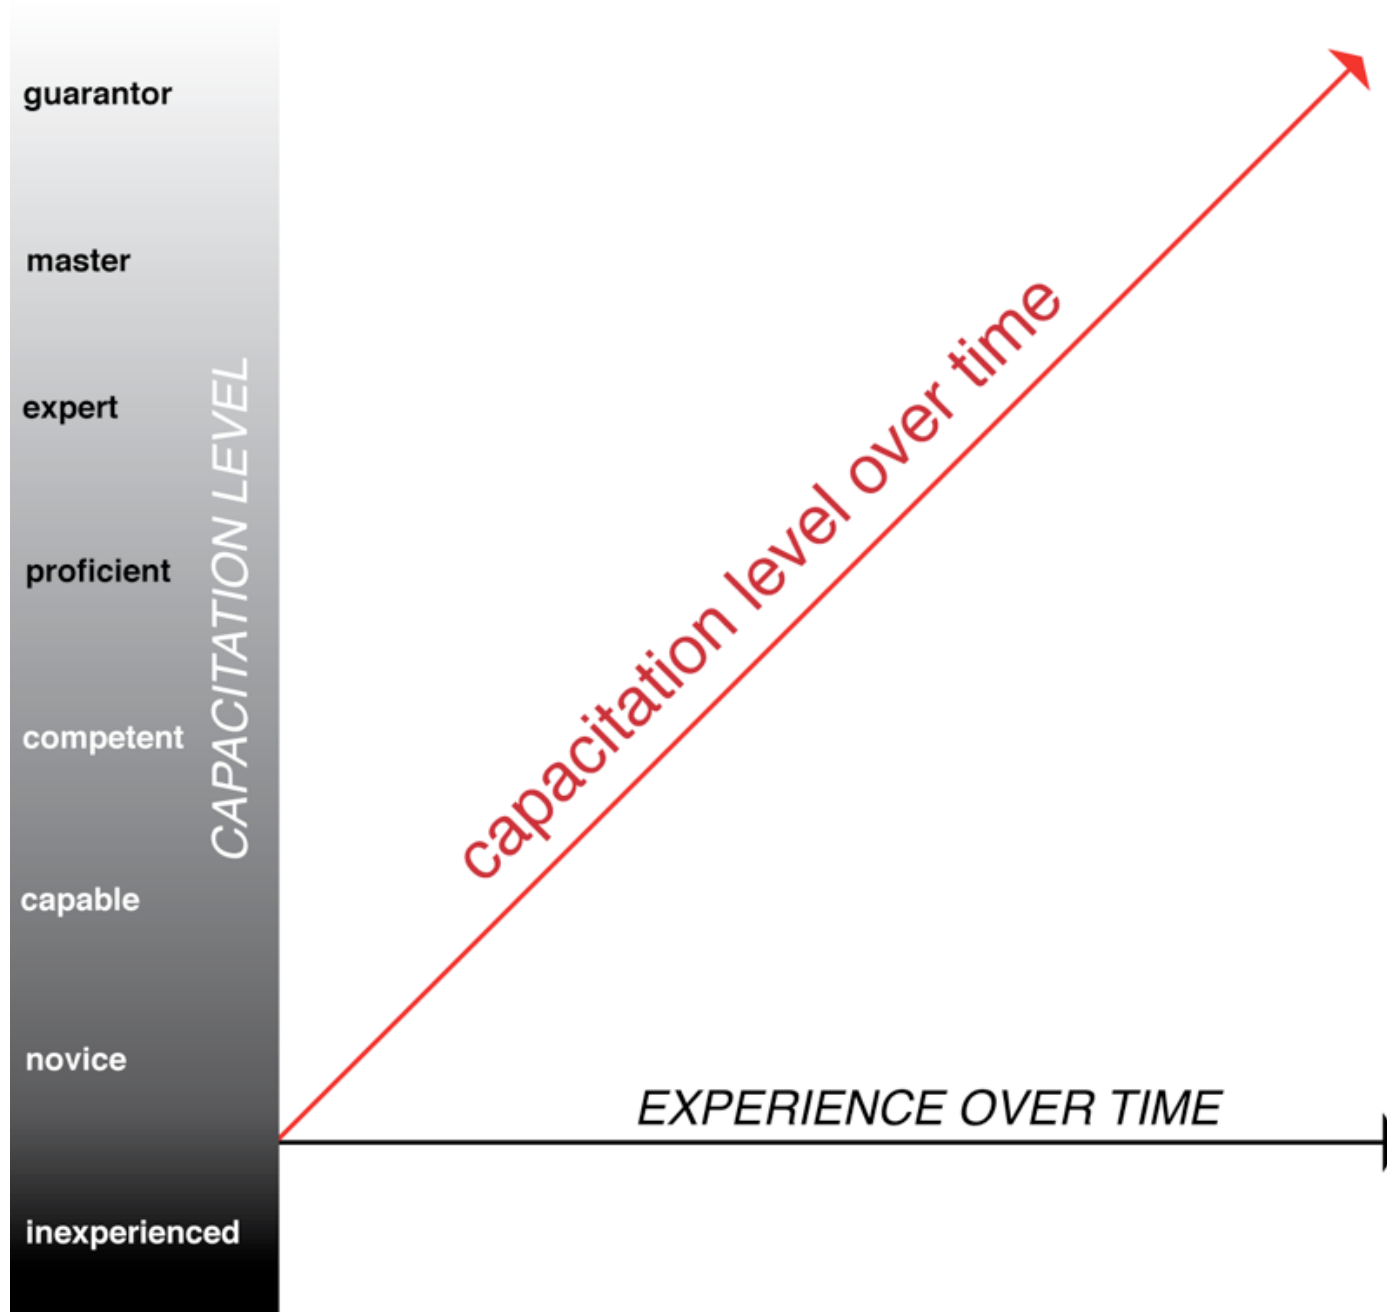 guarantor
master
expert
proficient
competent
capable
novice
inexperienced
CAPACITATION LEVEL
capacitation level over time
EXPERIENCE OVER TIME